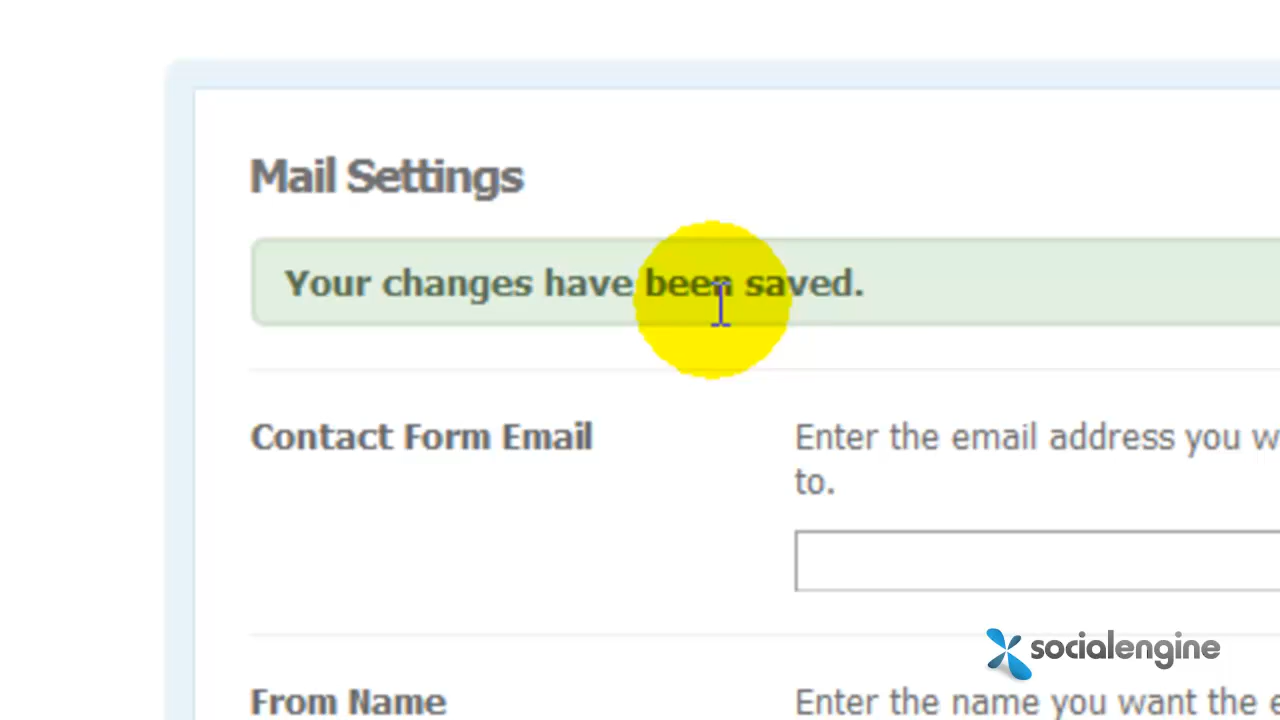 Mail Settings
Your changes have been saved.
Contact Form Email
Enter the email address you
to.
socialengine
From Name
Enter the name you want the